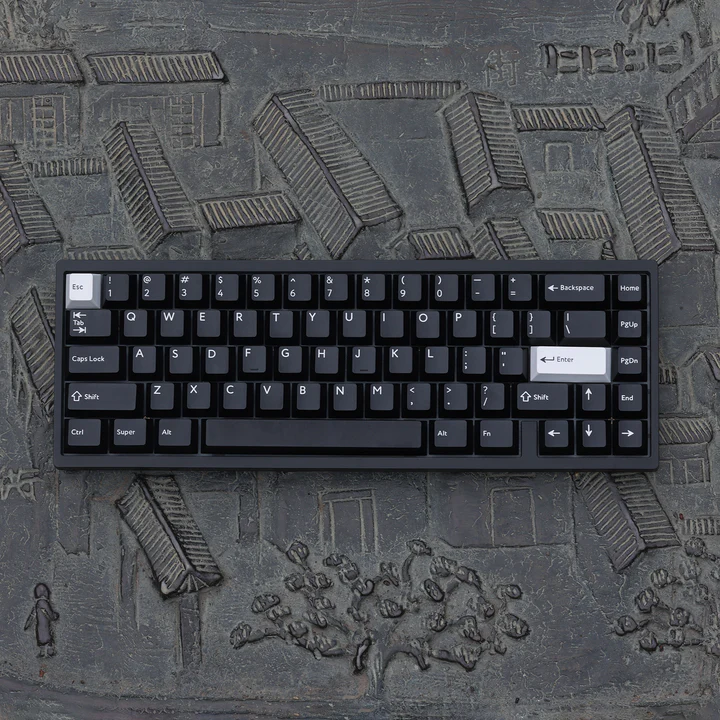 Esc ! 1 @ 2 # 3 $ 4 % 5 ^ 6 & 7 * 8 ( 9 ) 0 _ - + = ← Backspace Home
Tab Q W E R T Y U I O P { [ } ] | \ PgUp
Caps Lock A S D F G H J K L : ; " ' Enter PgDn
⇧ Shift Z X C V B N M < , > . ? / ⇧ Shift ↑ End
Ctrl Super Alt Alt Fn ← ↓ →